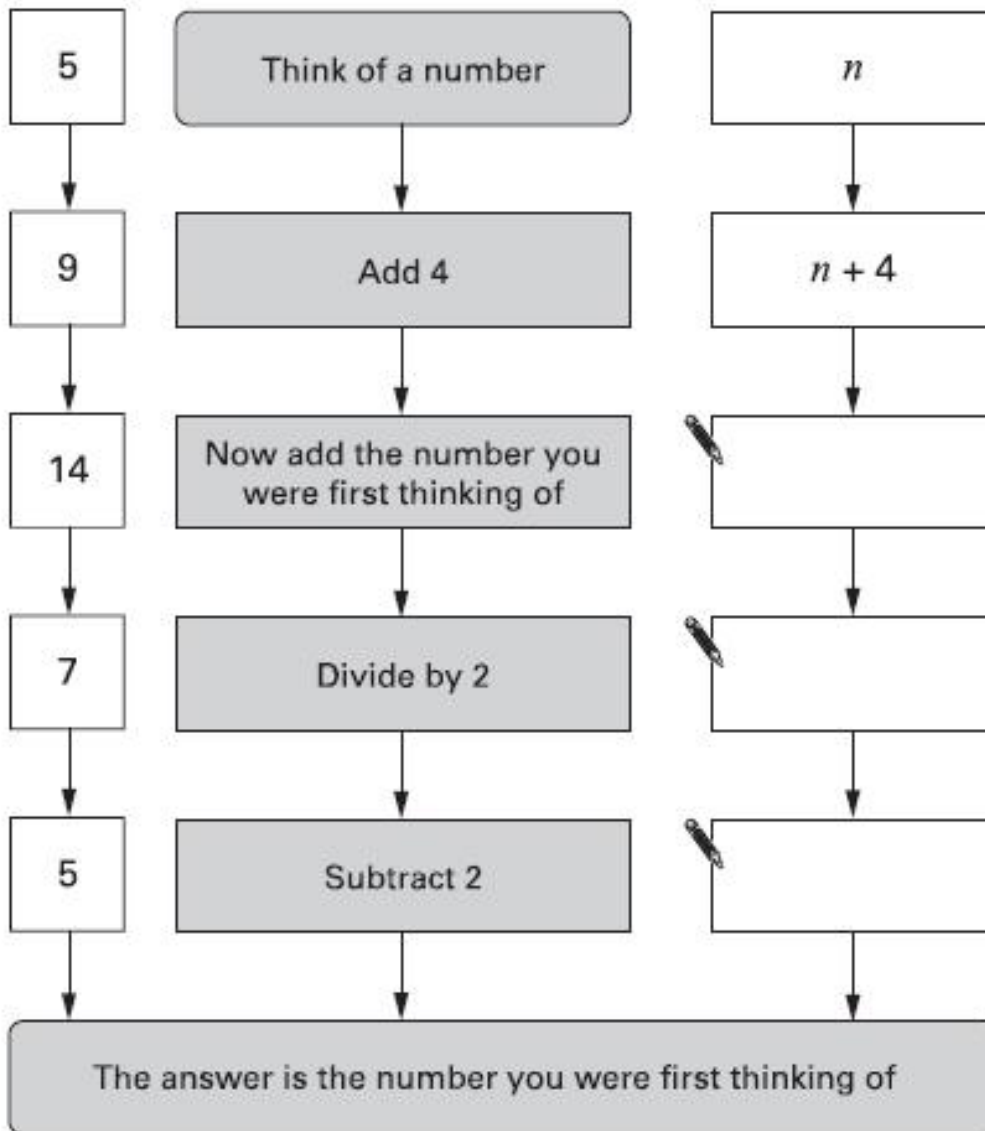 5
Think of a number
n
9
Add 4
n + 4
14
Now add the number you
were first thinking of
7
Divide by 2
5
Subtract 2
The answer is the number you were first thinking of